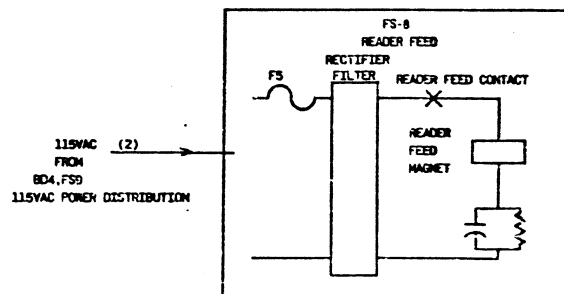 FS-8
READER FEED
RECTIFIER
FILTER
F5
READER FEED CONTACT
115VAC (2)
FROM
BD4,FS9
115VAC POWER DISTRIBUTION
READER
FEED
MAGNET